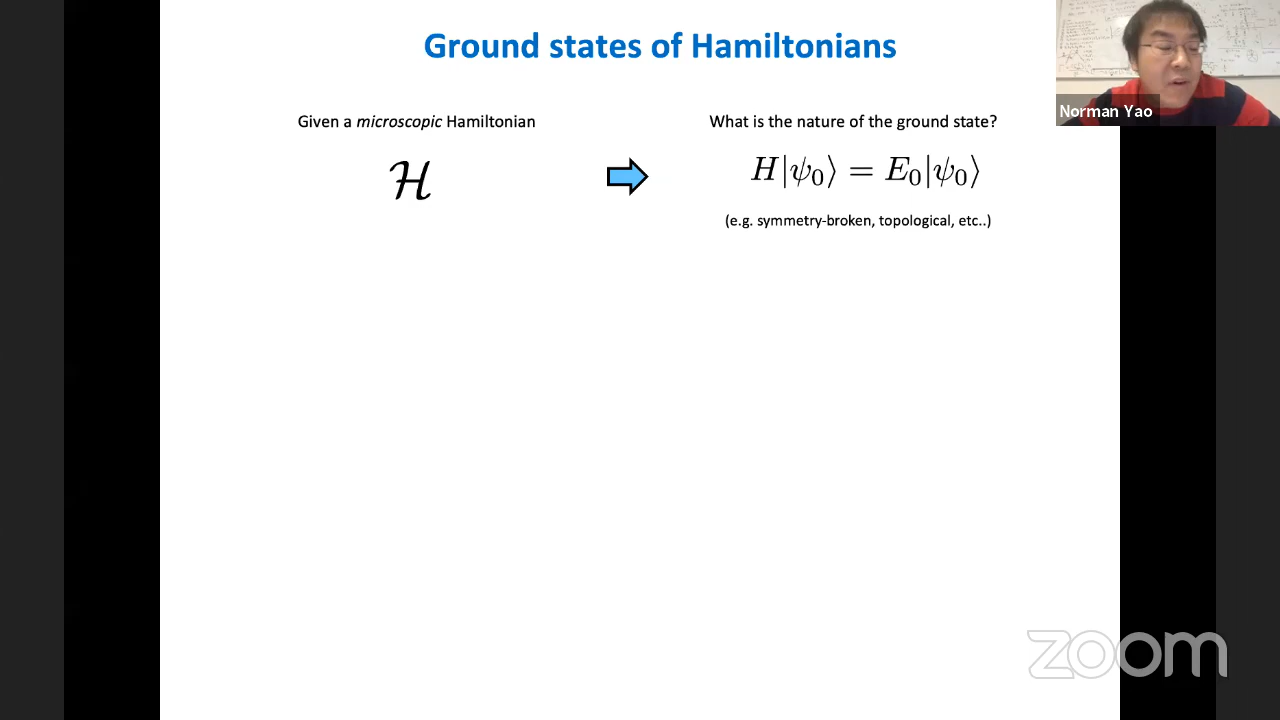 Ground states of Hamiltonians
Given a microscopic Hamiltonian
What is the nature of the ground state?
ℋ
H|ψ₀⟩ = E₀|ψ₀⟩
(e.g. symmetry-broken, topological, etc..)
Norman Yao
zoom